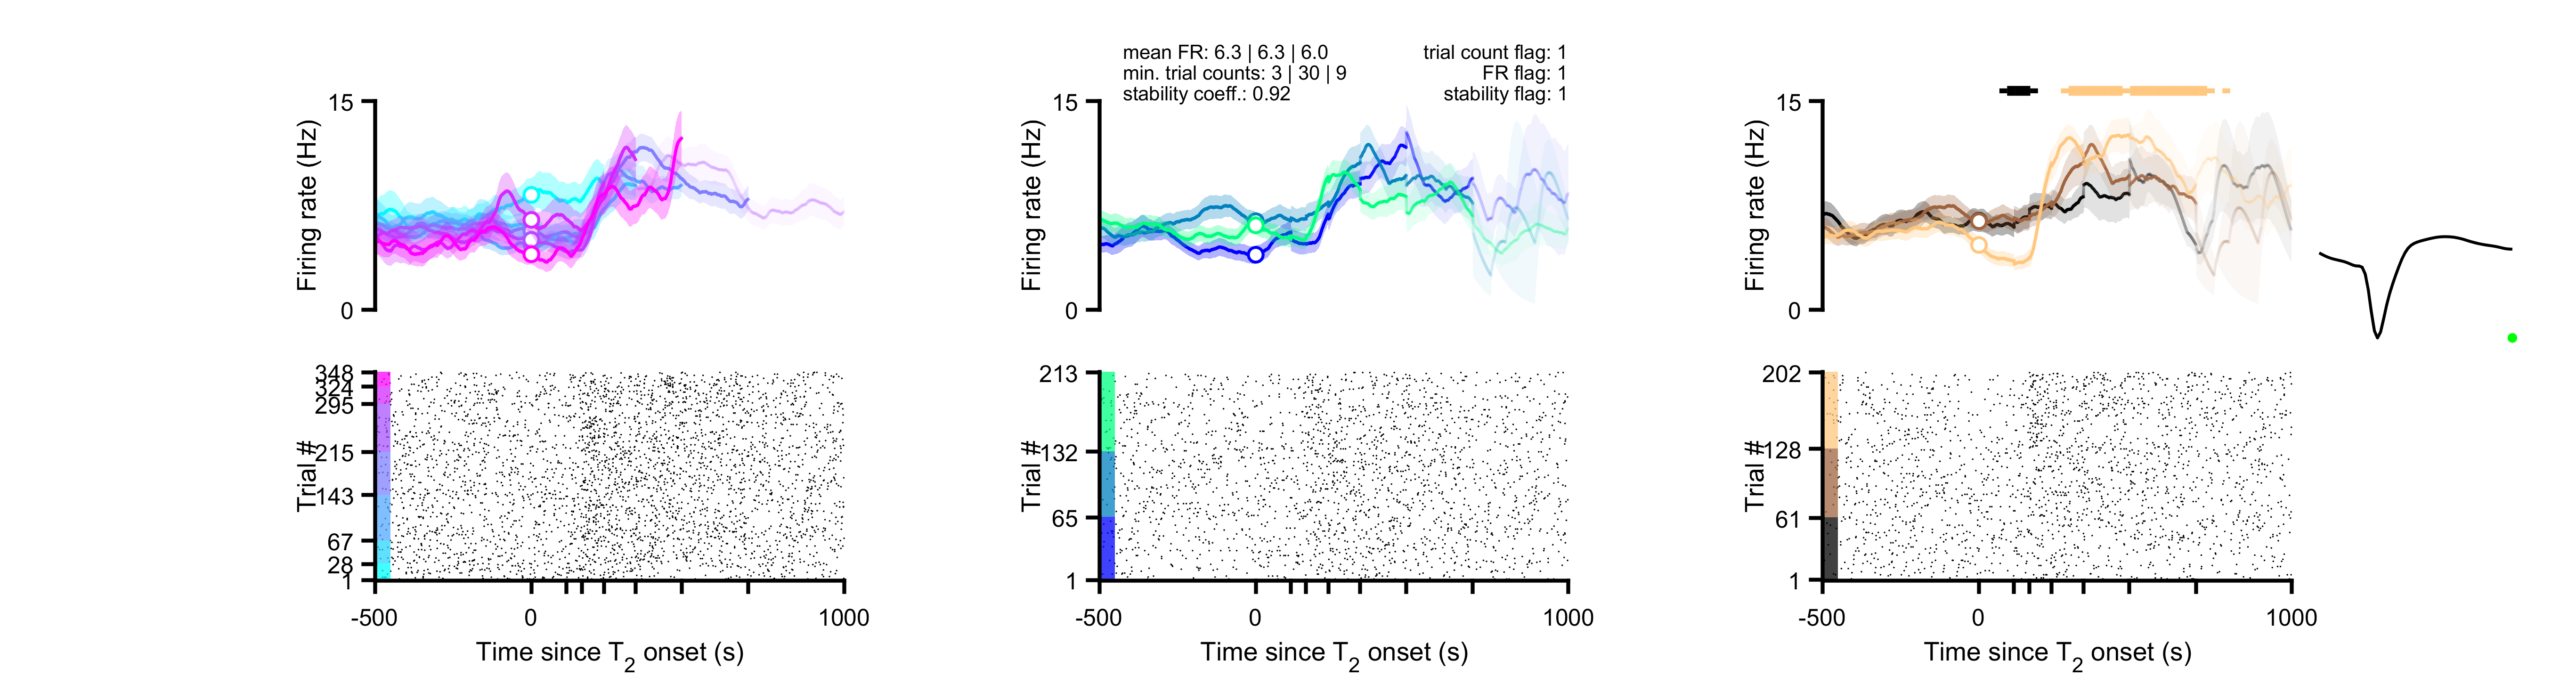 mean FR: 6.3 | 6.3 | 6.0
min. trial counts: 3 | 30 | 9
stability coeff.: 0.92
trial count flag: 1
FR flag: 1
stability flag: 1
15
Firing rate (Hz)
0
348
324
295
215
143
67
28
1
Trial #
-500
0
1000
Time since T2 onset (s)
15
Firing rate (Hz)
0
213
132
65
1
Trial #
-500
0
1000
Time since T2 onset (s)
15
Firing rate (Hz)
0
202
128
61
1
Trial #
-500
0
1000
Time since T2 onset (s)